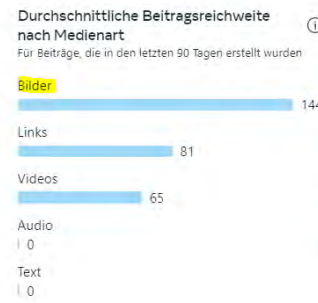 Durchschnittliche Beitragsreichweite
nach Medienart
Für Beiträge, die in den letzten 90 Tagen erstellt wurden
Bilder
144
Links
81
Videos
65
Audio
0
Text
0